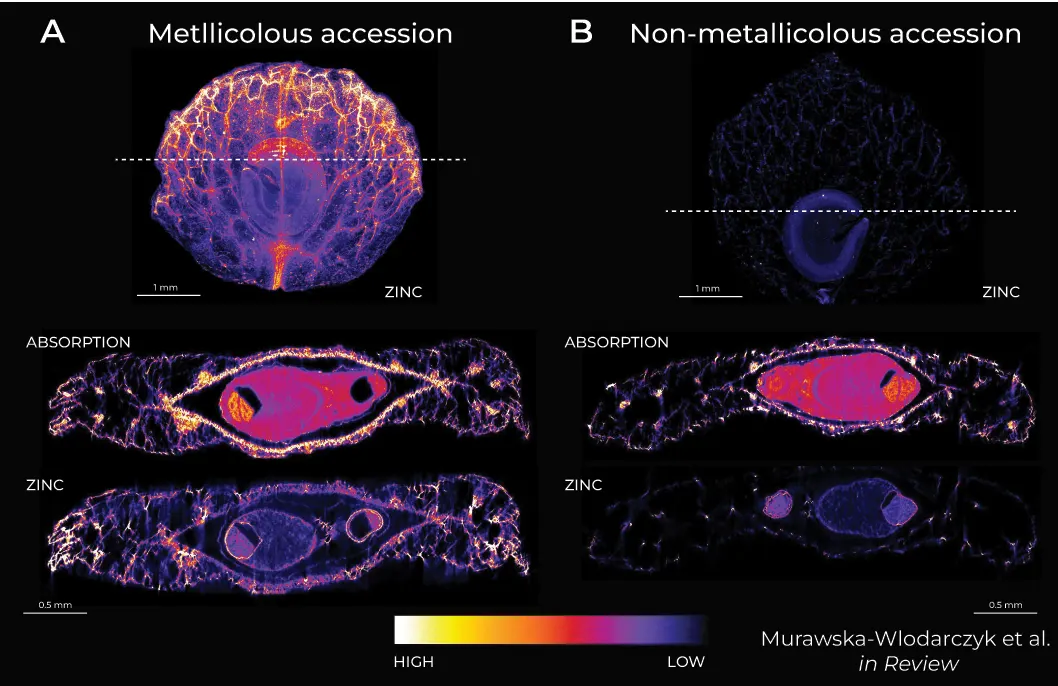 A Metllicolous accession
B Non-metallicolous accession
1 mm
ZINC
1 mm
ZINC
ABSORPTION
ABSORPTION
ZINC
ZINC
0.5 mm
0.5 mm
HIGH
LOW
Murawska-Wlodarczyk et al.
in Review